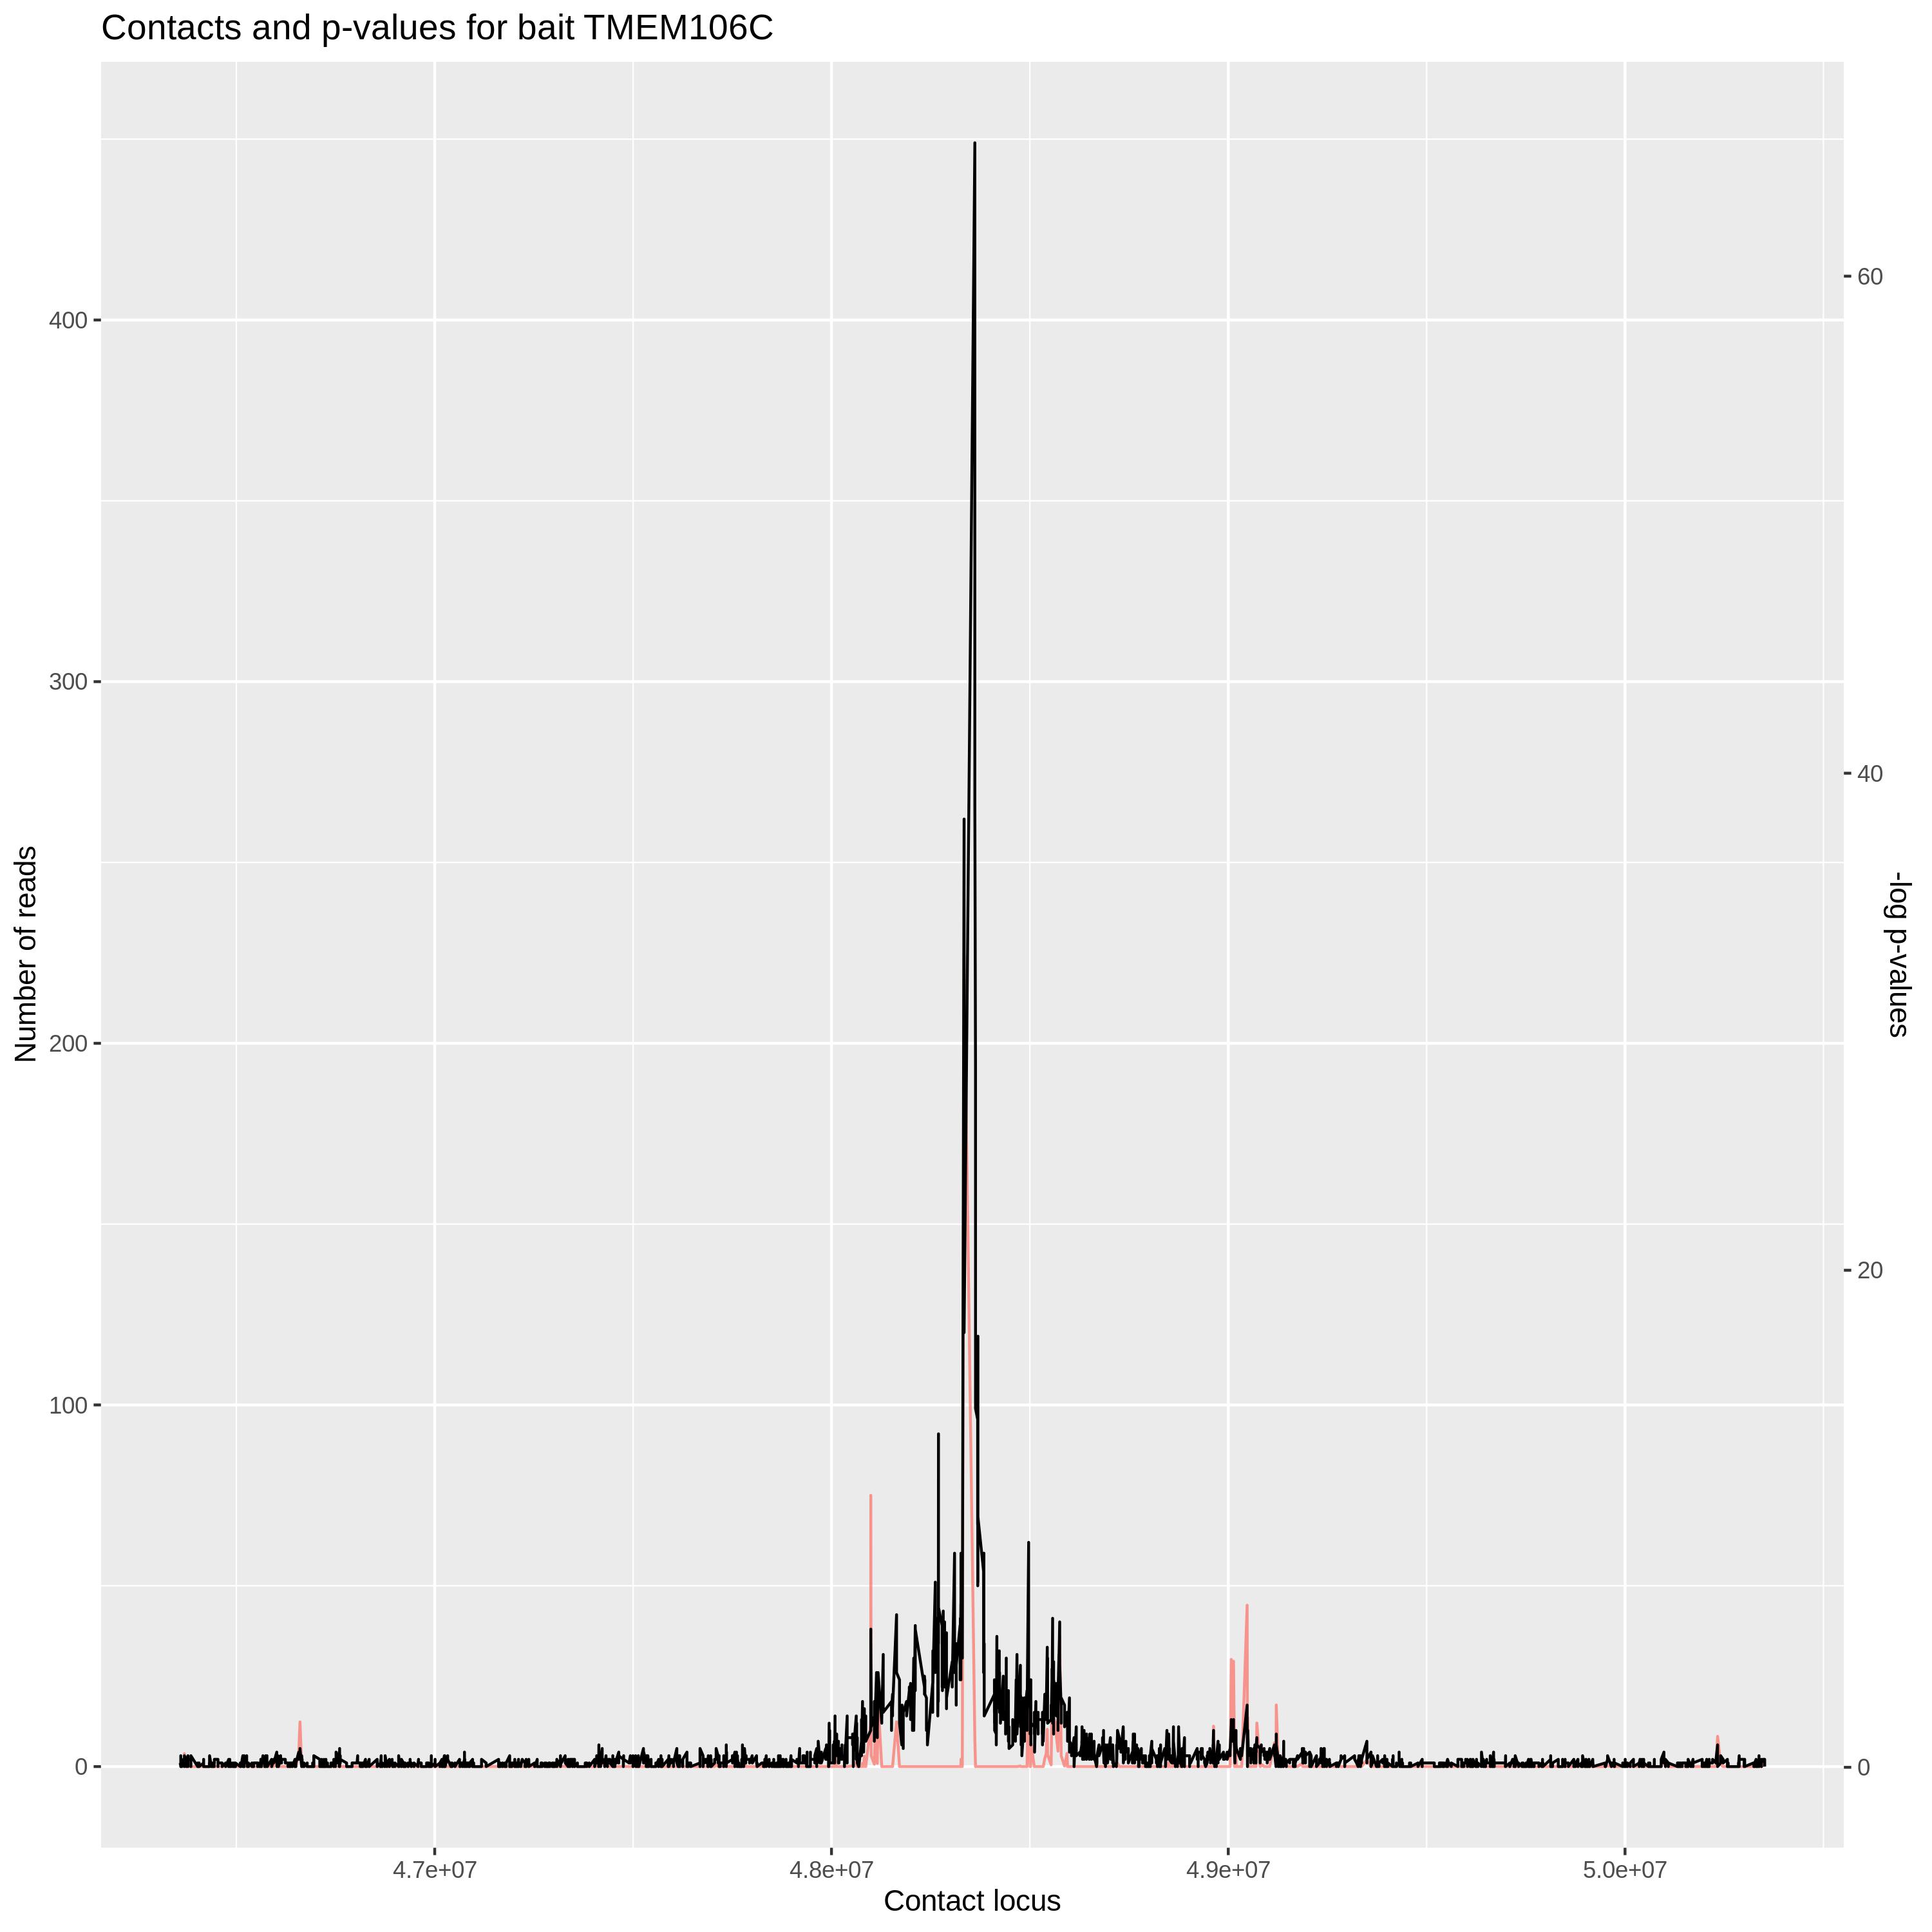 Contacts and p-values for bait TMEM106C
400
300
200
100
0
60
40
20
0
Number of reads
-log p-values
4.7e+07 4.8e+07 4.9e+07 5.0e+07
Contact locus